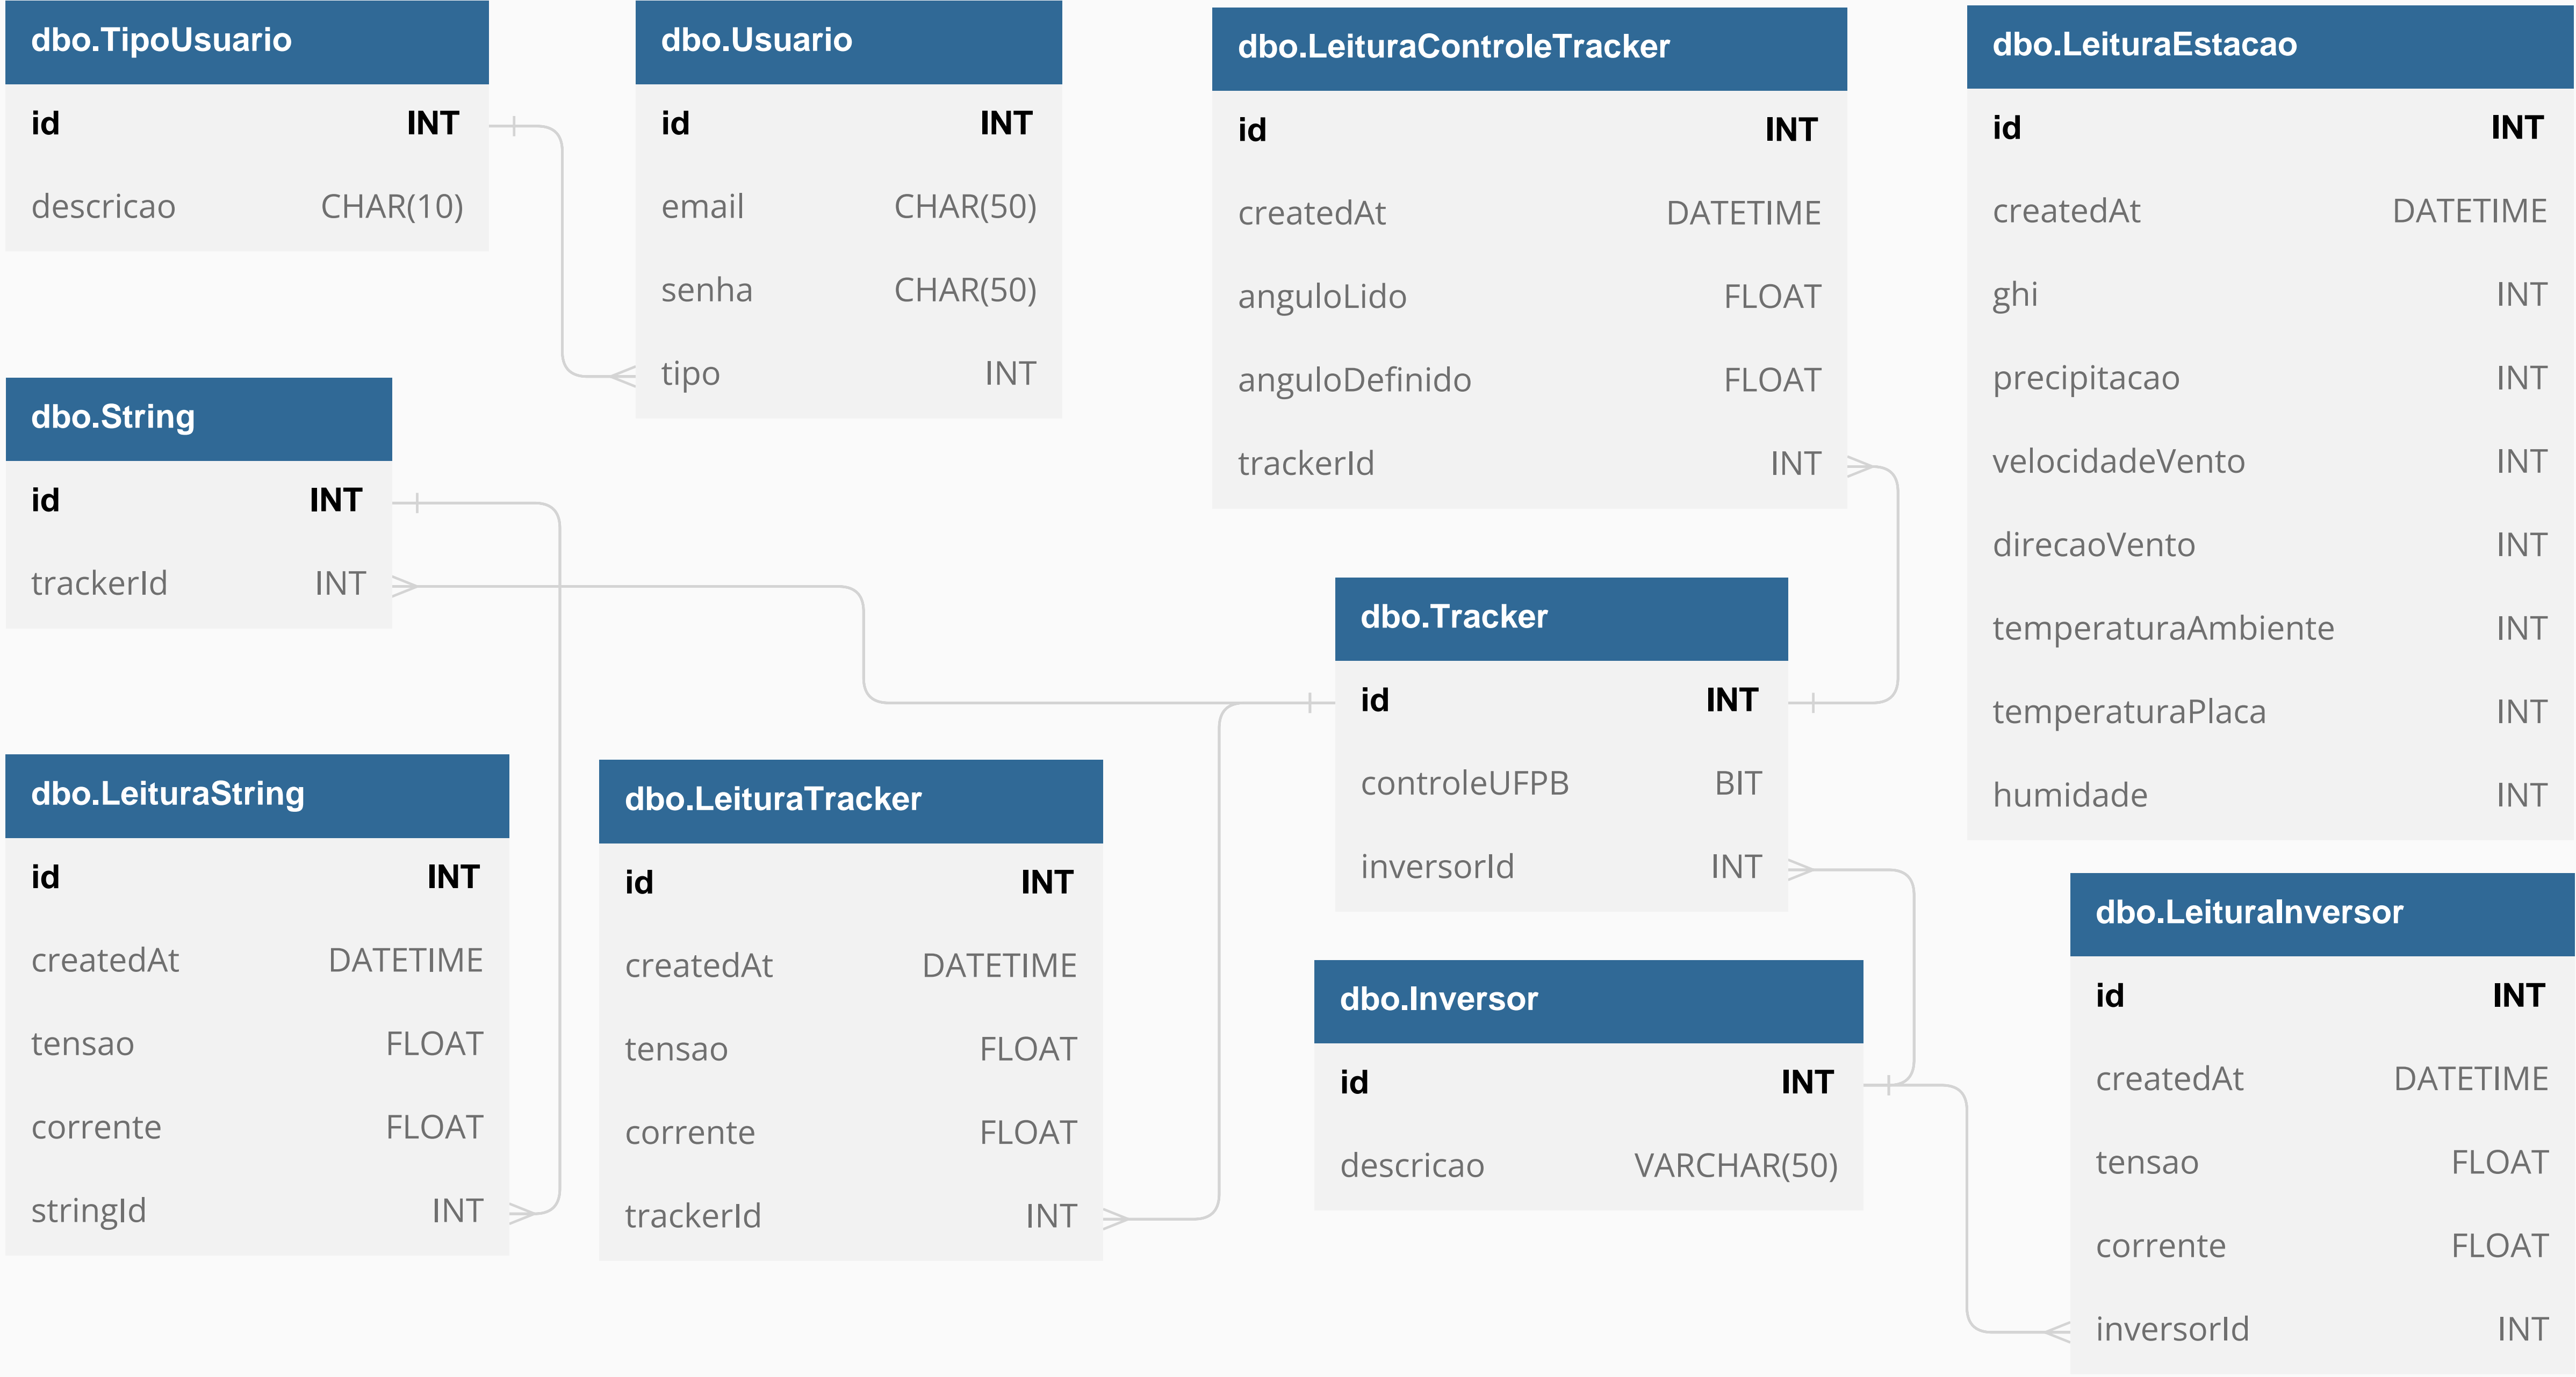 dbo.TipoUsuario
id INT
descricao CHAR(10)
dbo.Usuario
id INT
email CHAR(50)
senha CHAR(50)
tipo INT
dbo.LeituraControleTracker
id INT
createdAt DATETIME
anguloLido FLOAT
anguloDefinido FLOAT
trackerId INT
dbo.LeituraEstacao
id INT
createdAt DATETIME
ghi INT
precipitacao INT
velocidadeVento INT
direcaoVento INT
temperaturaAmbiente INT
temperaturaPlaca INT
humidade INT
dbo.String
id INT
trackerId INT
dbo.Tracker
id INT
controleUFPB BIT
inversorId INT
dbo.LeituraString
id INT
createdAt DATETIME
tensao FLOAT
corrente FLOAT
stringId INT
dbo.LeituraTracker
id INT
createdAt DATETIME
tensao FLOAT
corrente FLOAT
trackerId INT
dbo.Inversor
id INT
descricao VARCHAR(50)
dbo.LeituraInversor
id INT
createdAt DATETIME
tensao FLOAT
corrente FLOAT
inversorId INT